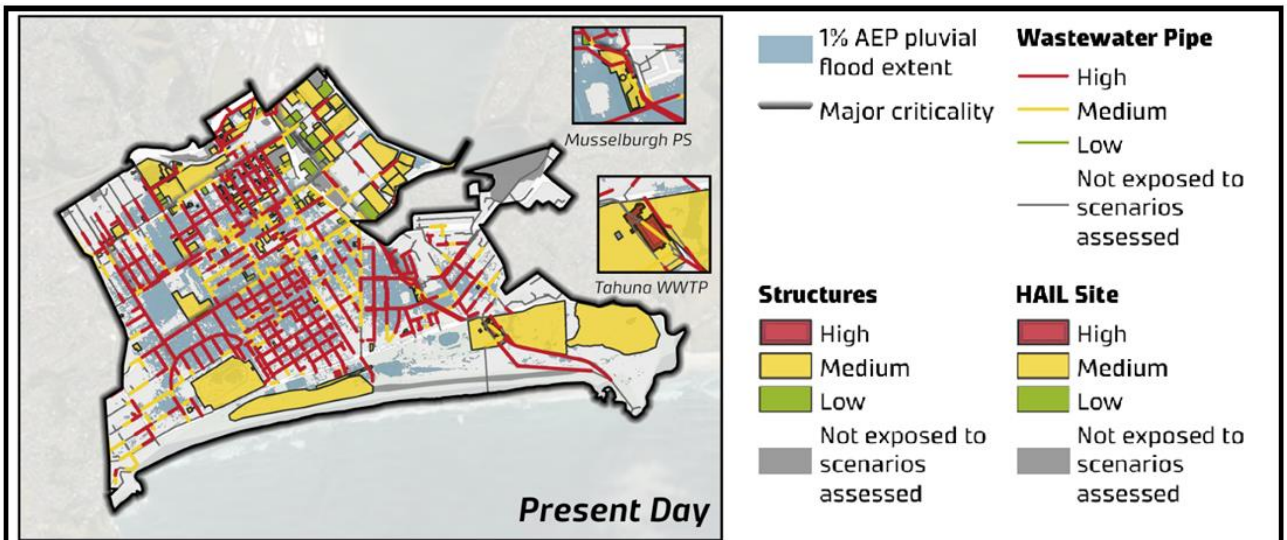 Musselburgh PS
Tahuna WWTP
Present Day
1% AEP pluvial
flood extent
Major criticality
Wastewater Pipe
High
Medium
Low
Not exposed to
scenarios
assessed
Structures
High
Medium
Low
Not exposed to
scenarios
assessed
HAIL Site
High
Medium
Low
Not exposed to
scenarios
assessed